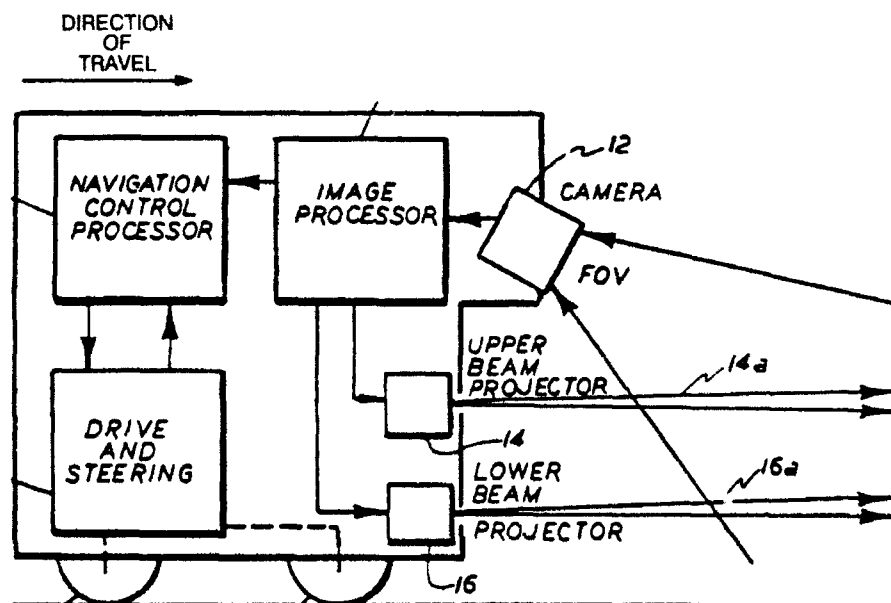 DIRECTION
OF
TRAVEL
12
CAMERA
NAVIGATION
CONTROL
PROCESSOR
IMAGE
PROCESSOR
FOV
UPPER
BEAM
PROJECTOR
14a
DRIVE
AND
STEERING
14
LOWER
BEAM
PROJECTOR
16a
16